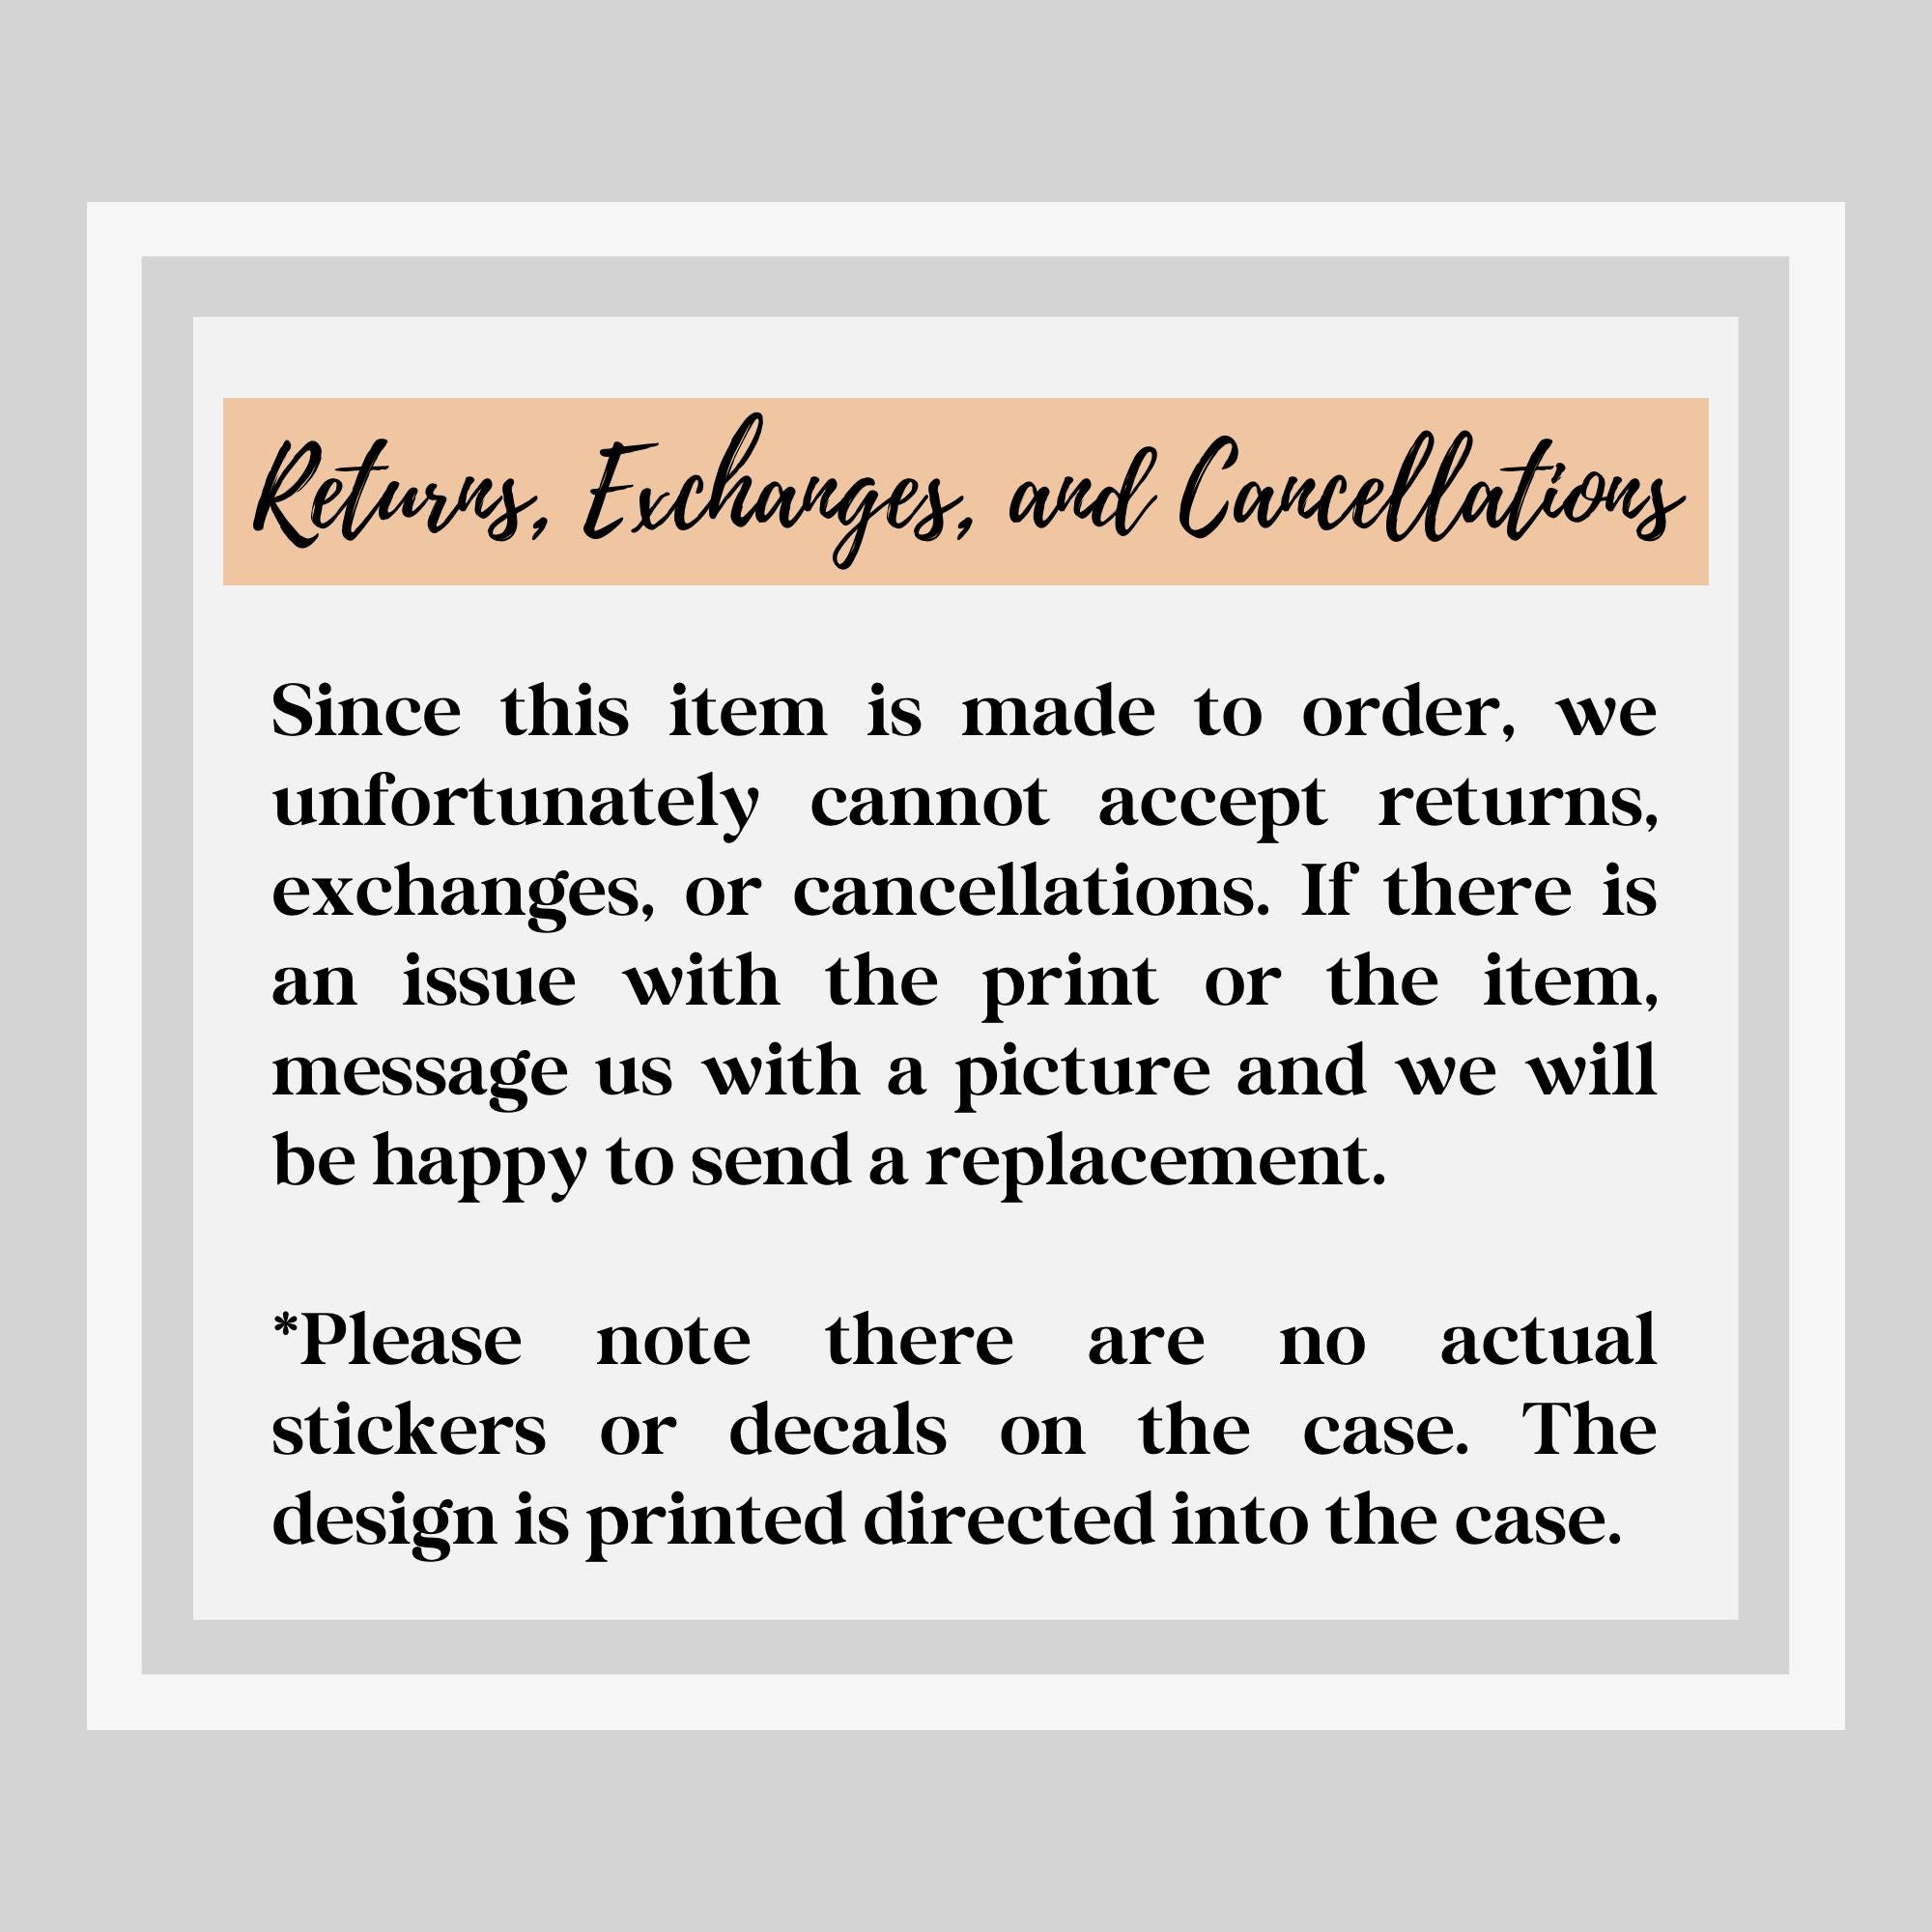 Returns, Exchanges, and Cancellations
Since this item is made to order, we
unfortunately cannot accept returns,
exchanges, or cancellations. If there is
an issue with the print or the item,
message us with a picture and we will
be happy to send a replacement.
*Please note there are no actual
stickers or decals on the case. The
design is printed directed into the case.